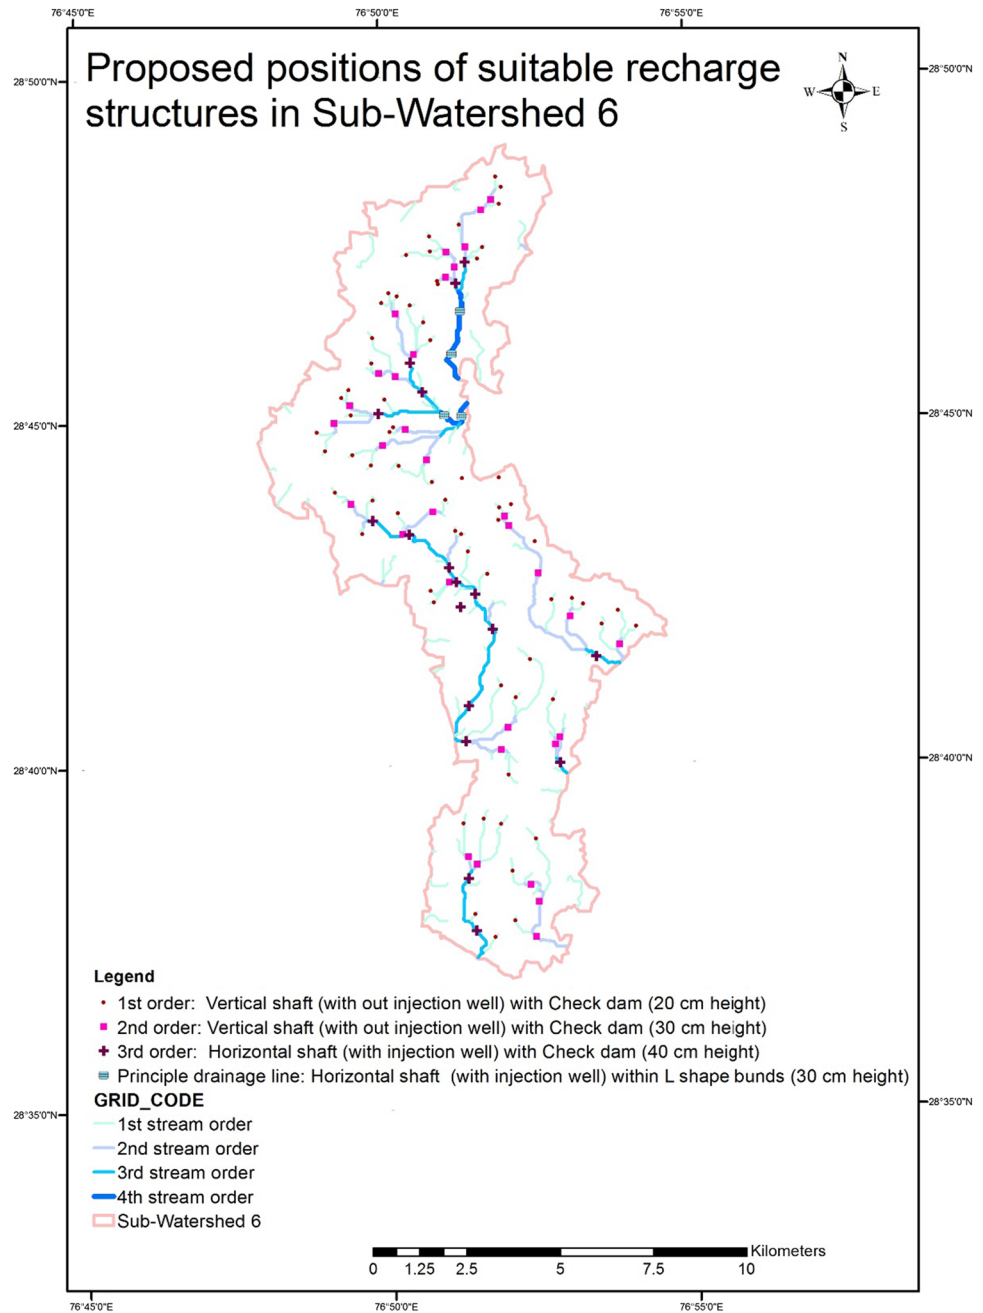 76°45'0"E 76°50'0"E 76°55'0"E
Proposed positions of suitable recharge
structures in Sub-Watershed 6
N
W E
S
28°50'0"N 28°50'0"N
28°45'0"N 28°45'0"N
28°40'0"N 28°40'0"N
Legend
1st order: Vertical shaft (with out injection well) with Check dam (20 cm height)
2nd order: Vertical shaft (with out injection well) with Check dam (30 cm height)
3rd order: Horizontal shaft (with injection well) with Check dam (40 cm height)
Principle drainage line: Horizontal shaft (with injection well) within L shape bunds (30 cm height)
GRID_CODE
28°35'0"N 28°35'0"N
1st stream order
2nd stream order
3rd stream order
4th stream order
Sub-Watershed 6
Kilometers
0 1.25 2.5 5 7.5 10
76°45'0"E 76°50'0"E 76°55'0"E